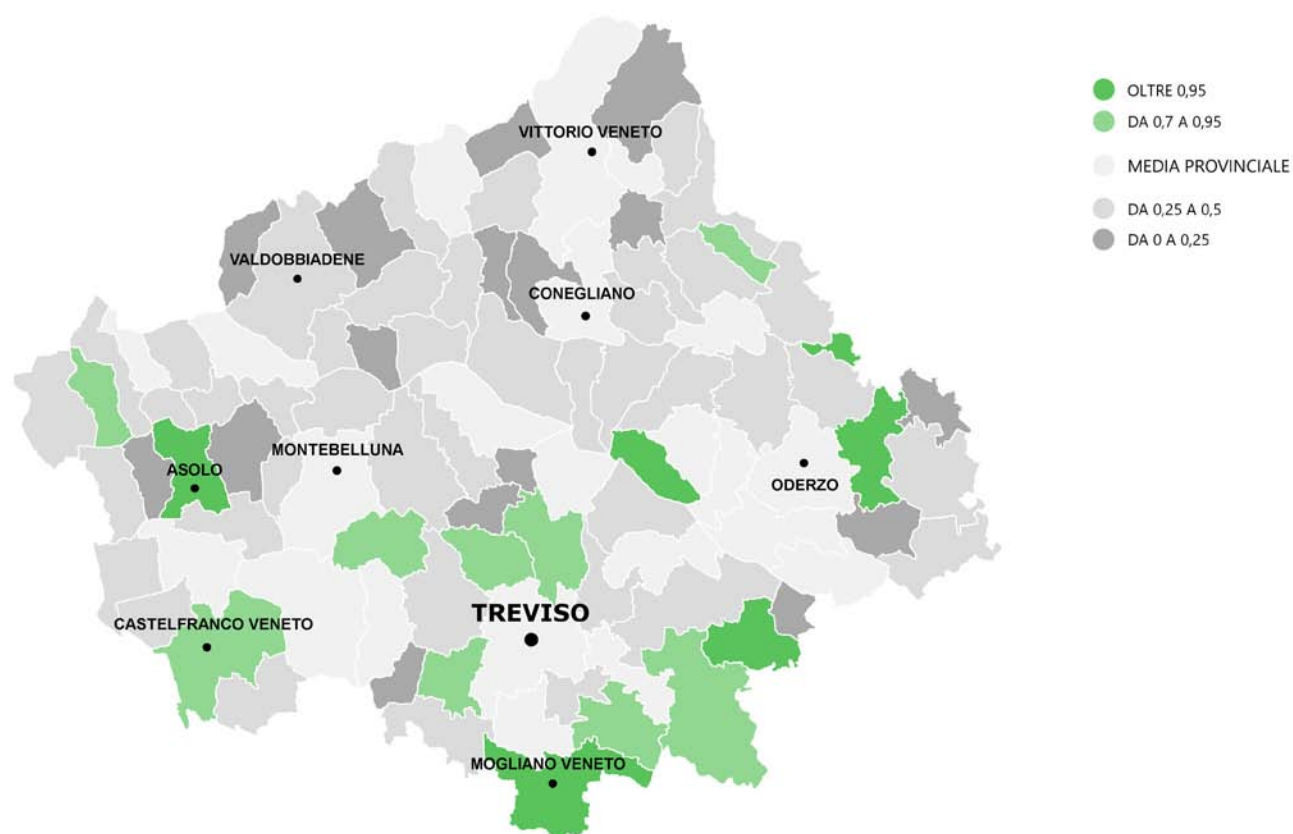 OLTRE 0,95
DA 0,7 A 0,95
VITTORIO VENETO
MEDIA PROVINCIALE
DA 0,25 A 0,5
DA 0 A 0,25
VALDOBBIADENE
CONEGLIANO
MONTEBELLUNA
ASOLO
ODERZO
TREVISO
CASTELFRANCO VENETO
MOGLIANO VENETO